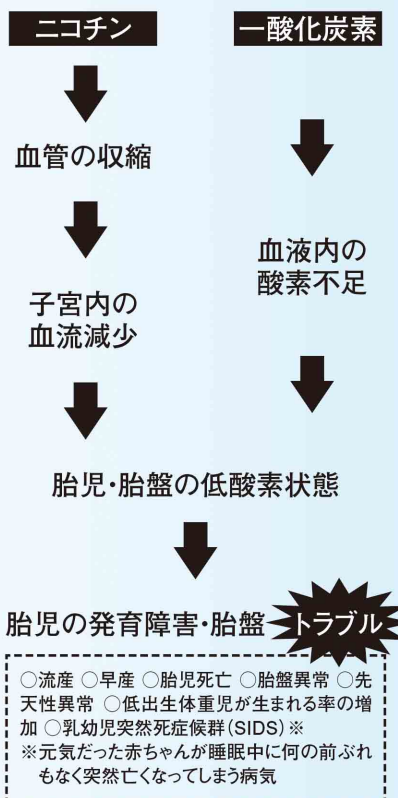 ニコチン
一酸化炭素
血管の収縮
子宮内の
血流減少
血液内の
酸素不足
胎児・胎盤の低酸素状態
胎児の発育障害・胎盤トラブル
○流産 ○早産 ○胎児死亡 ○胎盤異常 ○先
天性異常 ○低出生体重児が生まれる率の増
加 ○乳幼児突然死症候群(SIDS)※
※元気だった赤ちゃんが睡眠中に何の前ぶれ
もなく突然亡くなってしまう病気